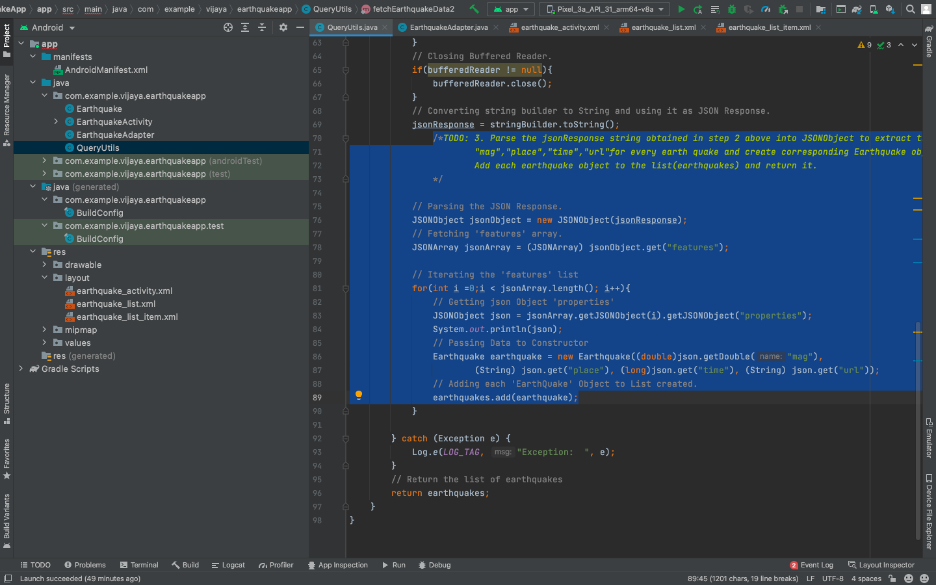 keApp app src main java com example vijaya earthquakeapp QueryUtils fetchEarthquakeData2 app Pixel_3a_API_31_arm64-v8a
Android QueryUtils.java EarthquakeAdapter.java earthquake_activity.xml earthquake_list.xml earthquake_list_item.xml
Project
Resource Manager
Structure
Favorites
Build Variants
app
manifests
AndroidManifest.xml
java
com.example.vijaya.earthquakeapp
Earthquake
EarthquakeActivity
EarthquakeAdapter
QueryUtils
com.example.vijaya.earthquakeapp (androidTest)
com.example.vijaya.earthquakeapp (test)
java (generated)
com.example.vijaya.earthquakeapp
BuildConfig
com.example.vijaya.earthquakeapp.test
BuildConfig
res
drawable
layout
earthquake_activity.xml
earthquake_list.xml
earthquake_list_item.xml
mipmap
values
res (generated)
Gradle Scripts
9 3
63 }
64 // Closing Buffered Reader.
65 if(bufferedReader != null){
66 bufferedReader.close();
67 }
68 // Converting string builder to String and using it as JSON Response.
69 jsonResponse = stringBuilder.toString();
70 /*TODO: 3. Parse the jsonResponse string obtained in step 2 above into JSONObject to extract t
71 "mag","place","time","url"for every earth quake and create corresponding Earthquake ob
72 Add each earthquake object to the list(earthquakes) and return it.
73 */
74
75 // Parsing the JSON Response.
76 JSONObject jsonObject = new JSONObject(jsonResponse);
77 // Fetching 'features' array.
78 JSONArray jsonArray = (JSONArray) jsonObject.get("features");
79
80 // Iterating the 'features' list
81 for(int i =0;i < jsonArray.length(); i++){
82 // Getting json Object 'properties'
83 JSONObject json = jsonArray.getJSONObject(i).getJSONObject("properties");
84 System.out.println(json);
85 // Passing Data to Constructor
86 Earthquake earthquake = new Earthquake((double)json.getDouble( name: "mag"),
87 (String) json.get("place"), (long)json.get("time"), (String) json.get("url"));
88 // Adding each 'EarthQuake' Object to List created.
89 earthquakes.add(earthquake);
90 }
91
92 } catch (Exception e) {
93 Log.e(LOG_TAG, msg: "Exception:  ", e);
94 }
95 // Return the list of earthquakes
96 return earthquakes;
97 }
98 }
Gradle
Emulator
Device File Explorer
TODO Problems Terminal Build Logcat Profiler App Inspection Run Debug 2 Event Log Layout Inspector
Launch succeeded (49 minutes ago) 89:45 (1201 chars, 19 line breaks) LF UTF-8 4 spaces